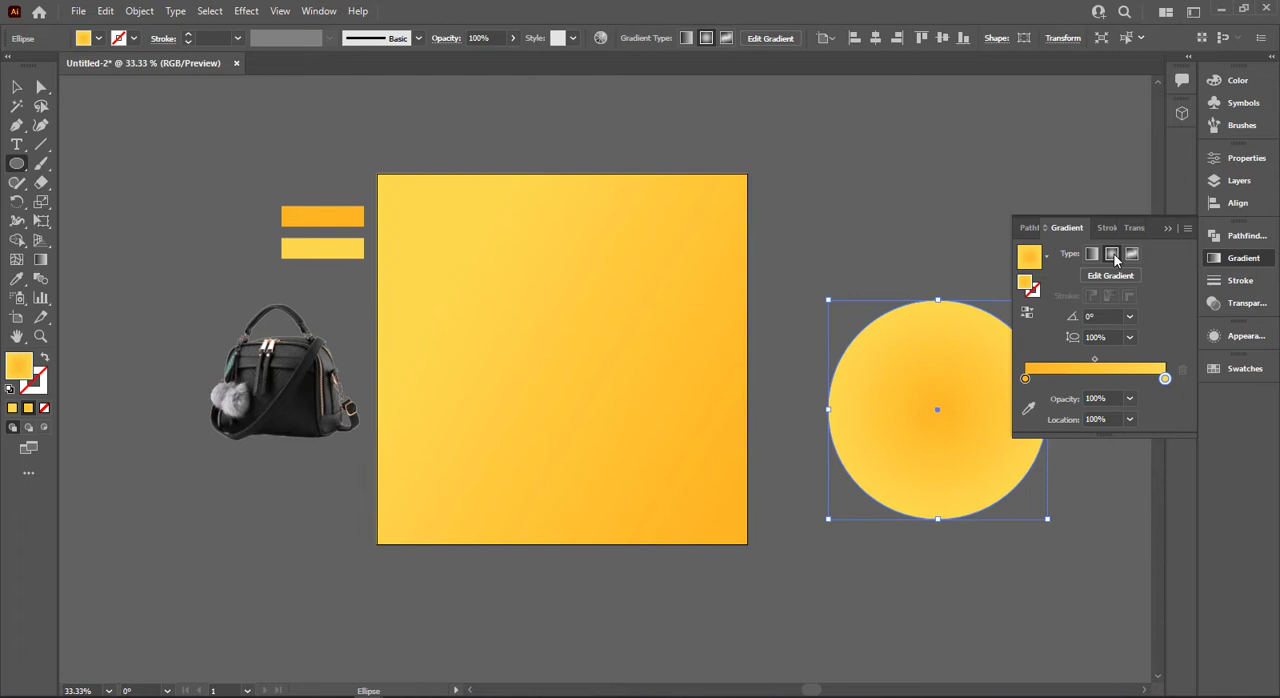 Ai File Edit Object Type Select Effect View Window Help
Ellipse Stroke: Basic Opacity: 100% Style: Gradient Type: Edit Gradient Shape: Transform
Untitled-2* @ 33.33 % (RGB/Preview) ×
Color
Symbols
Brushes
Properties
Layers
Align
Pathfind...
Gradient
Stroke
Transpar...
Appeara...
Swatches
Pathf Gradient Strok Trans
Type:
Edit Gradient
Stroke:
0°
100%
Opacity: 100%
Location: 100%
33.33% 0° 1 Ellipse